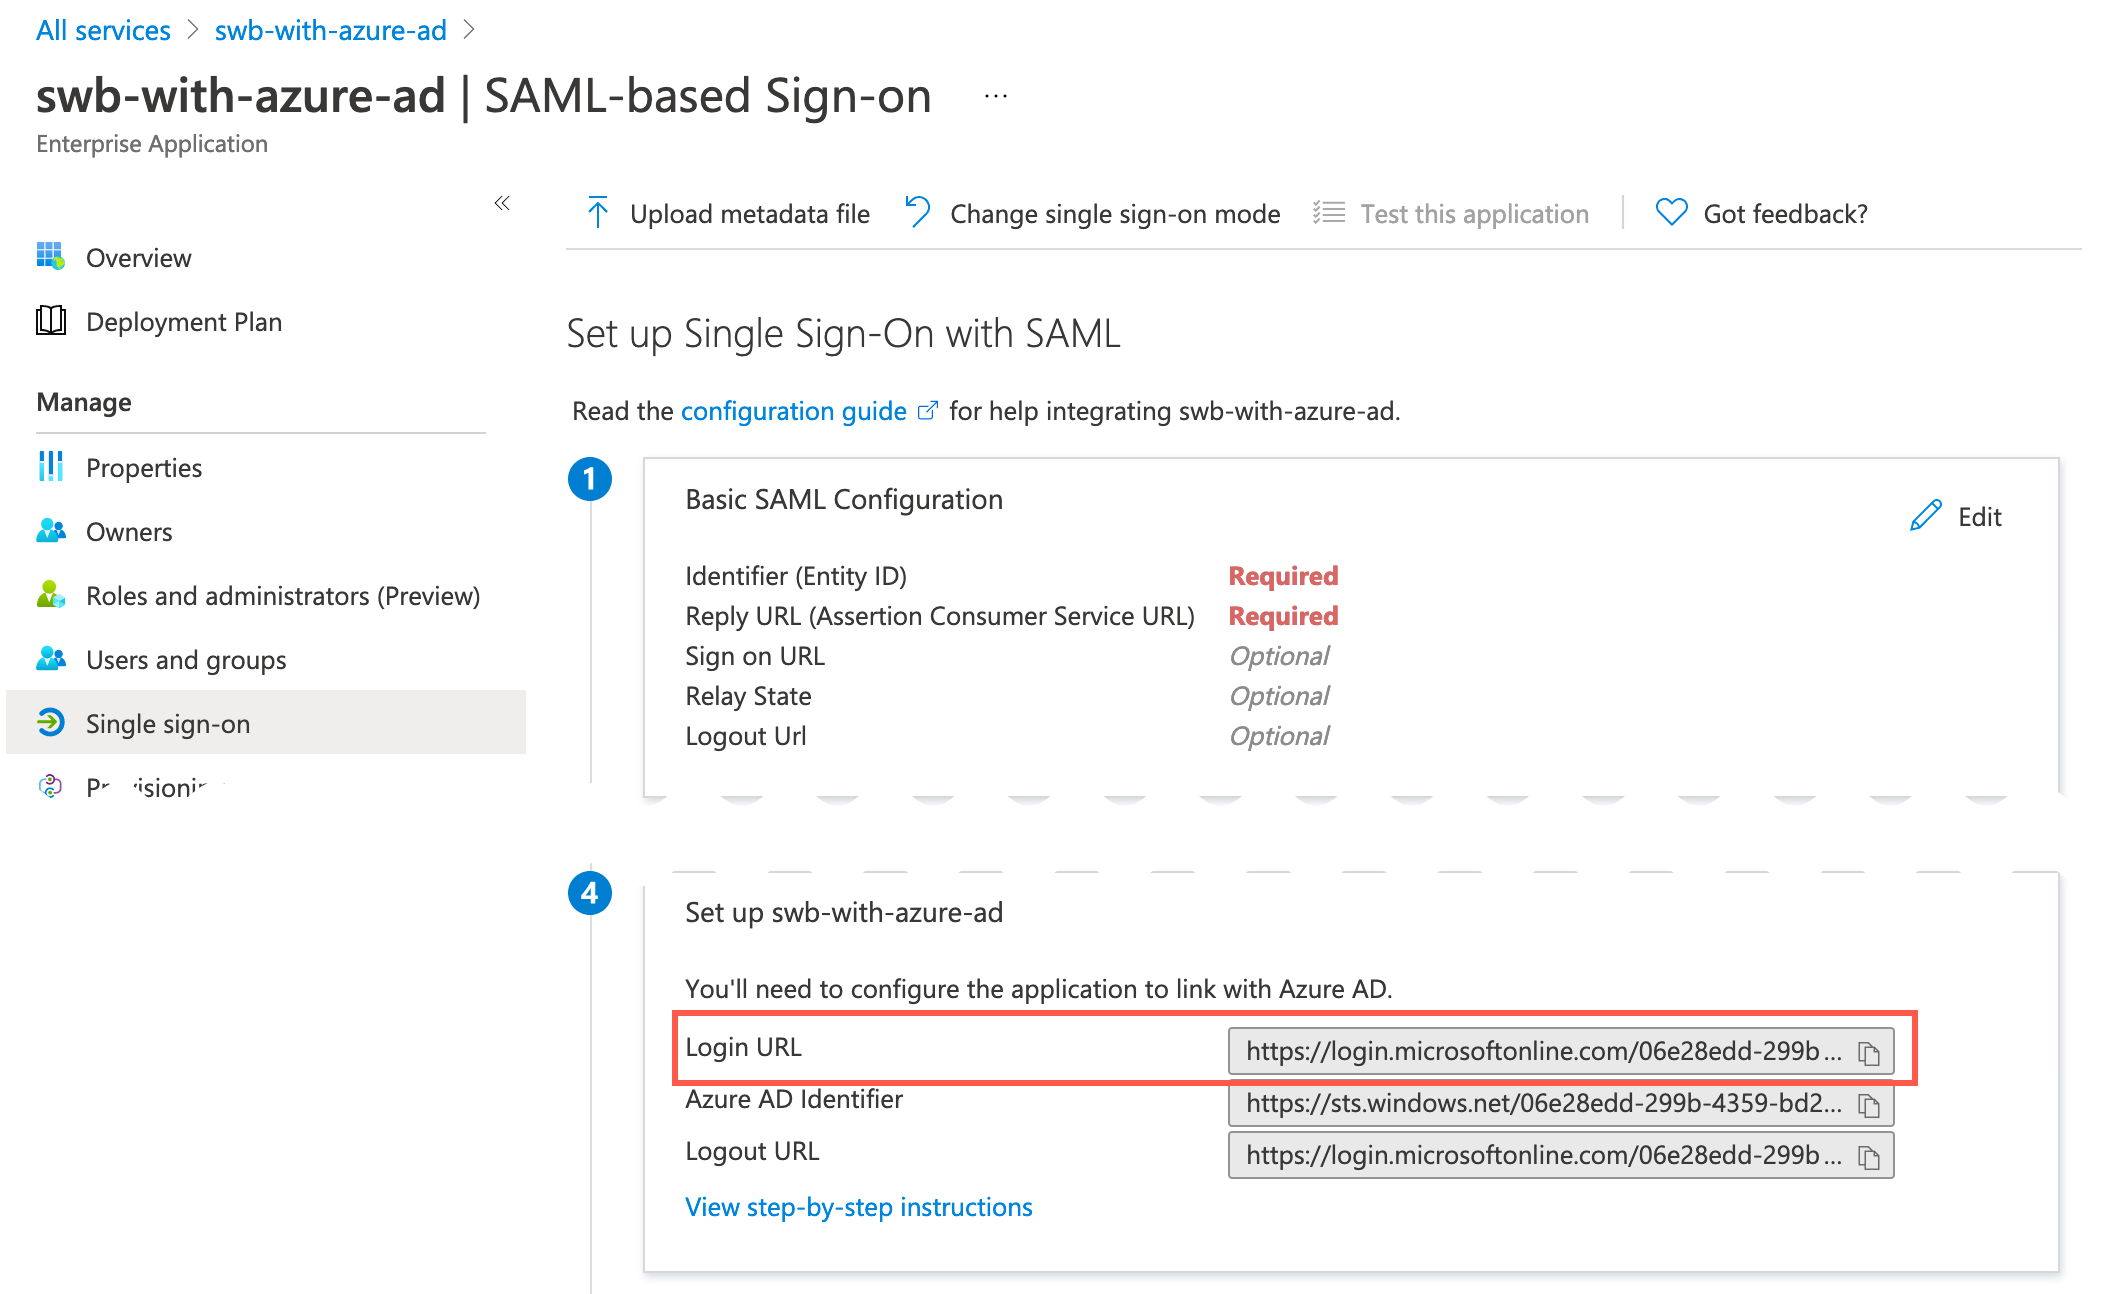 All services > swb-with-azure-ad >
swb-with-azure-ad | SAML-based Sign-on ...
Enterprise Application
«
Upload metadata file Change single sign-on mode Test this application Got feedback?
Overview
Deployment Plan
Manage
Properties
Owners
Roles and administrators (Preview)
Users and groups
Single sign-on
Set up Single Sign-On with SAML
Read the configuration guide for help integrating swb-with-azure-ad.
1
Basic SAML Configuration
Edit
Identifier (Entity ID) Required
Reply URL (Assertion Consumer Service URL) Required
Sign on URL Optional
Relay State Optional
Logout Url Optional
4
Set up swb-with-azure-ad
You'll need to configure the application to link with Azure AD.
Login URL https://login.microsoftonline.com/06e28edd-299b...
Azure AD Identifier https://sts.windows.net/06e28edd-299b-4359-bd2...
Logout URL https://login.microsoftonline.com/06e28edd-299b...
View step-by-step instructions